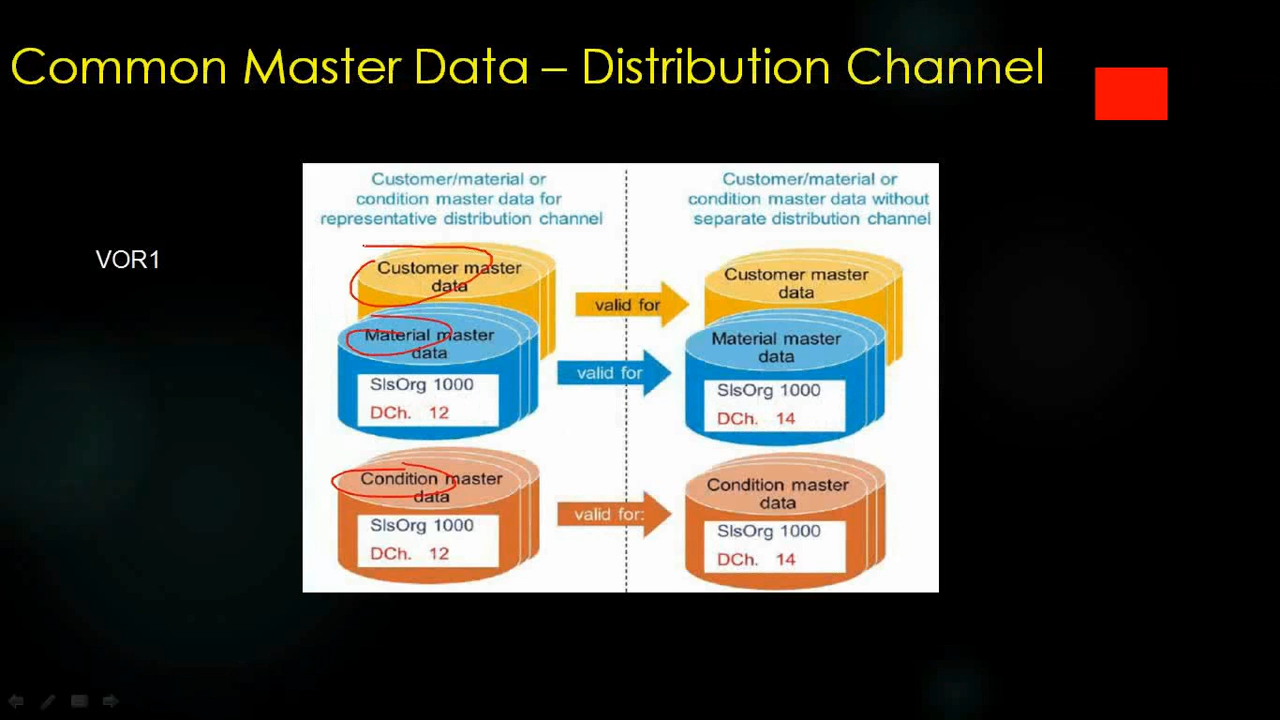 Common Master Data – Distribution Channel
VOR1
Customer/material or
condition master data for
representative distribution channel
Customer/material or
condition master data without
separate distribution channel
Customer master
data
valid for
Customer master
data
Material master
data
SlsOrg 1000
DCh. 12
valid for
Material master
data
SlsOrg 1000
DCh. 14
Condition master
data
SlsOrg 1000
DCh. 12
valid for:
Condition master
data
SlsOrg 1000
DCh. 14